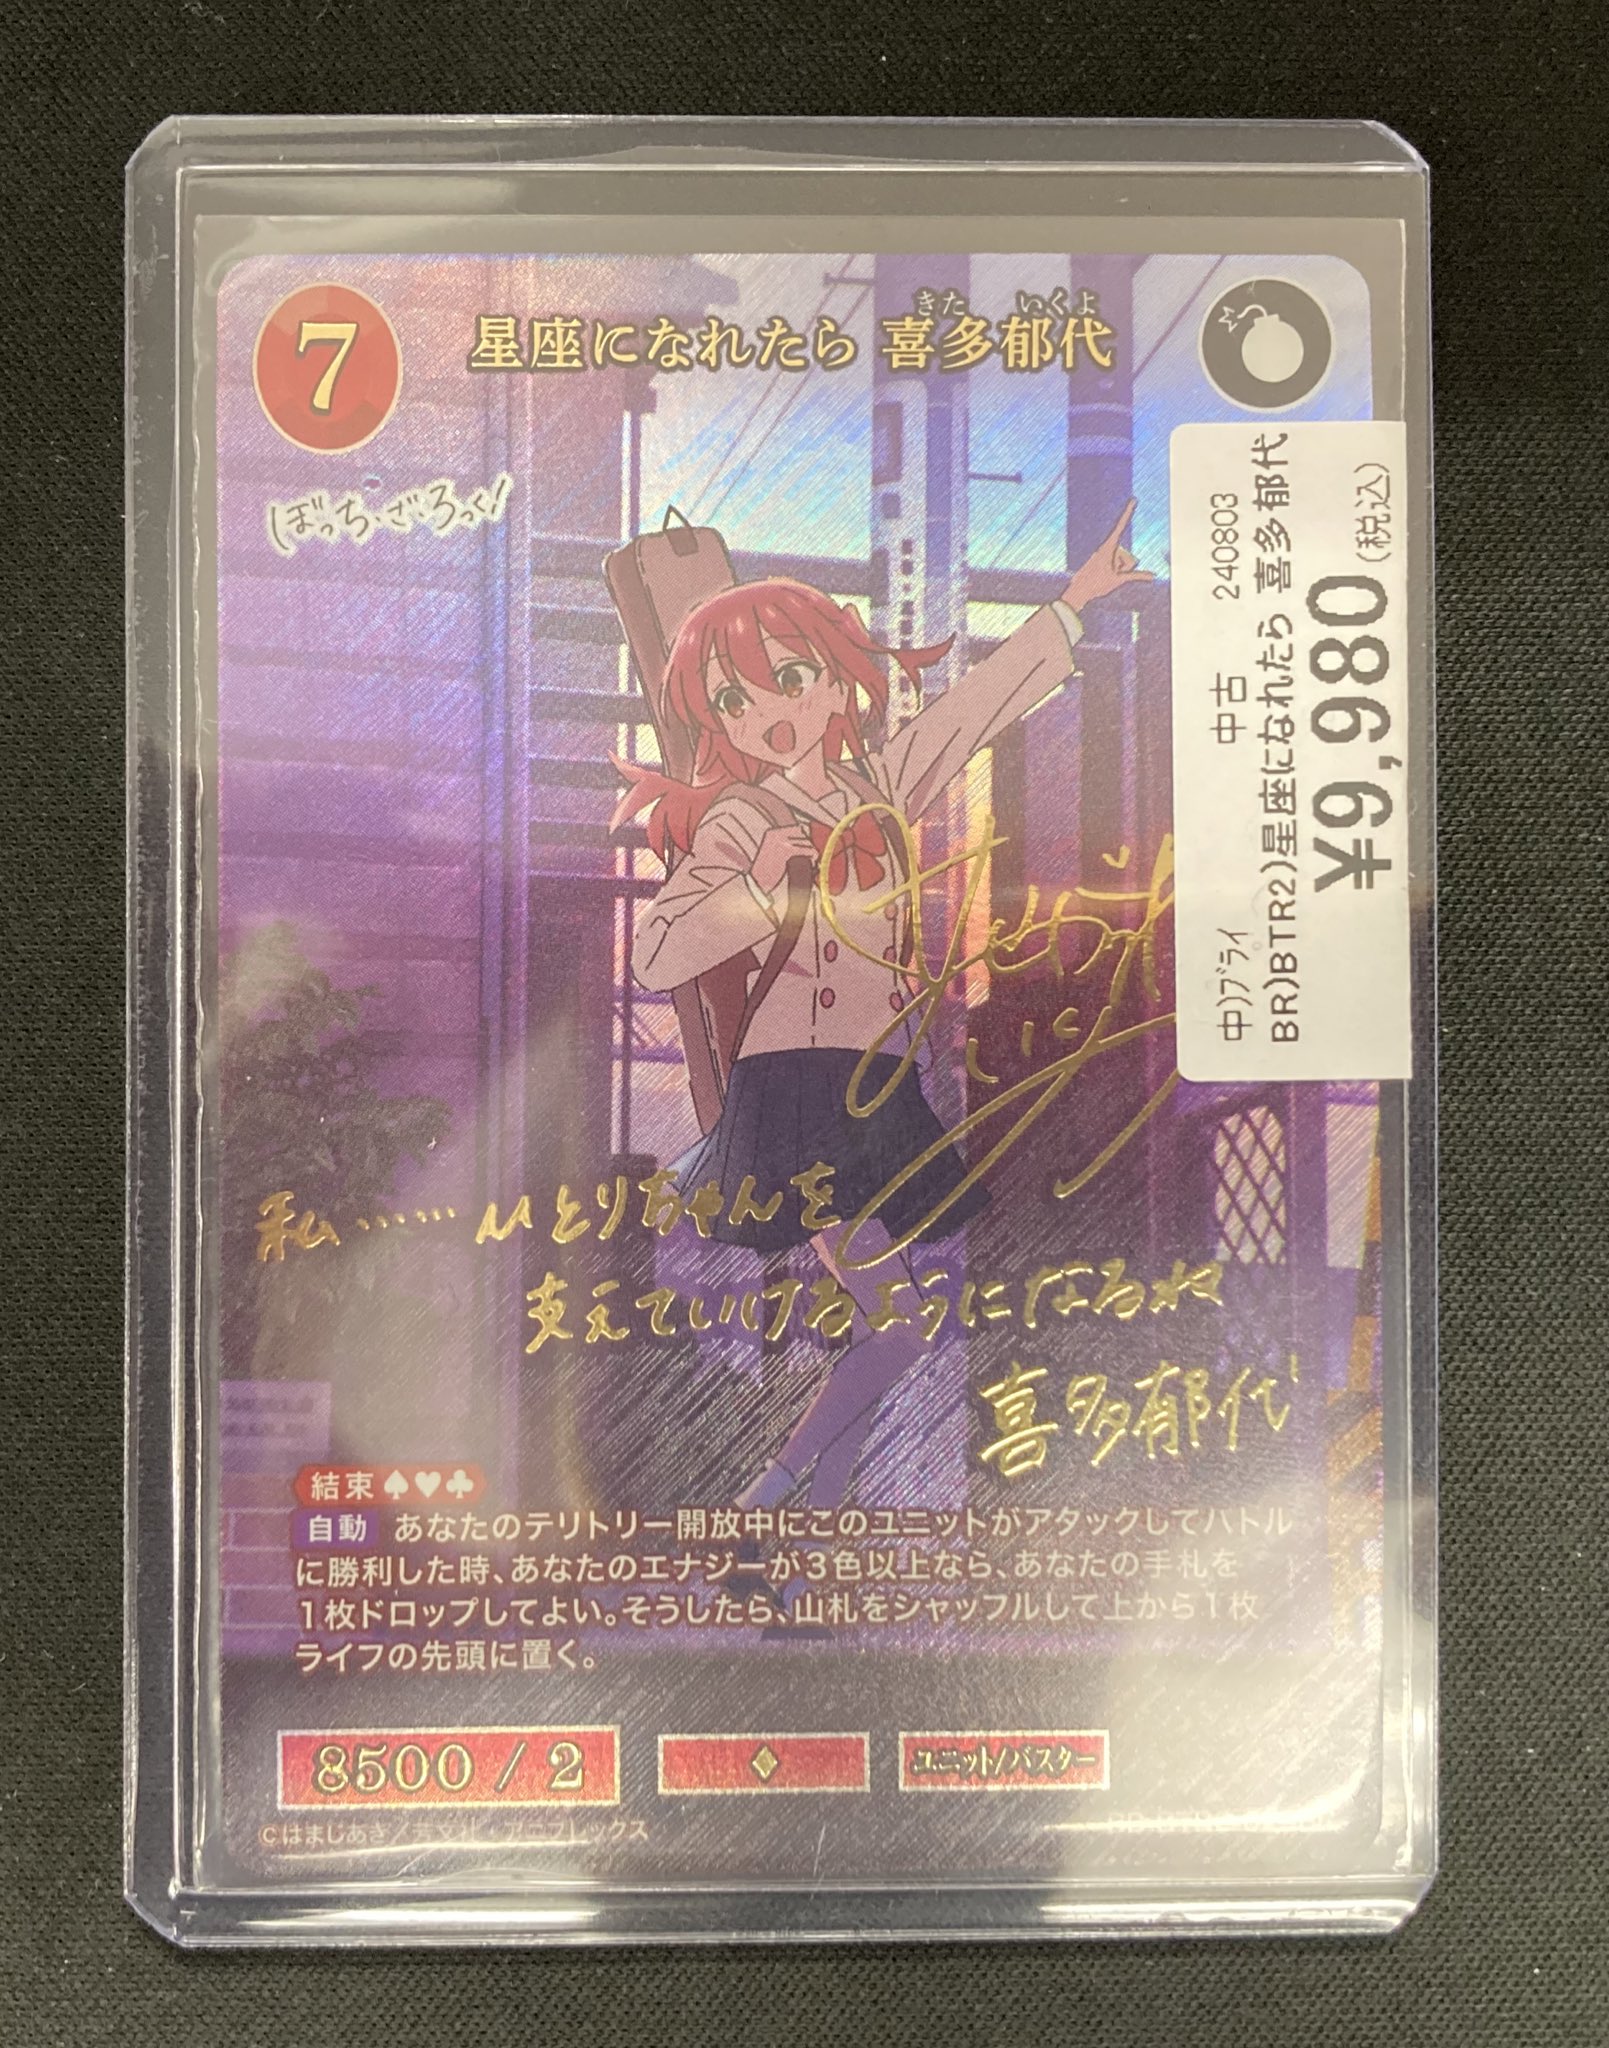 7
きた いくよ
星座になれたら 喜多郁代
ぼっち・ざ・ろっく!
中古 240803
中)ﾌﾞﾗｲ
BR)BTR2)星座になれたら 喜多郁代
¥9,980(税込)
私……ひとりちゃんを
支えていけるようになるね
喜多郁代
結束♠♥♣
自動 あなたのテリトリー開放中にこのユニットがアタックしてバトル
に勝利した時、あなたのエナジーが3色以上なら、あなたの手札を
1枚ドロップしてよい。そうしたら、山札をシャッフルして上から1枚
ライフの先頭に置く。
8500 / 2
ユニット/バスター
©はまじあき/芳文社・アニプレックス